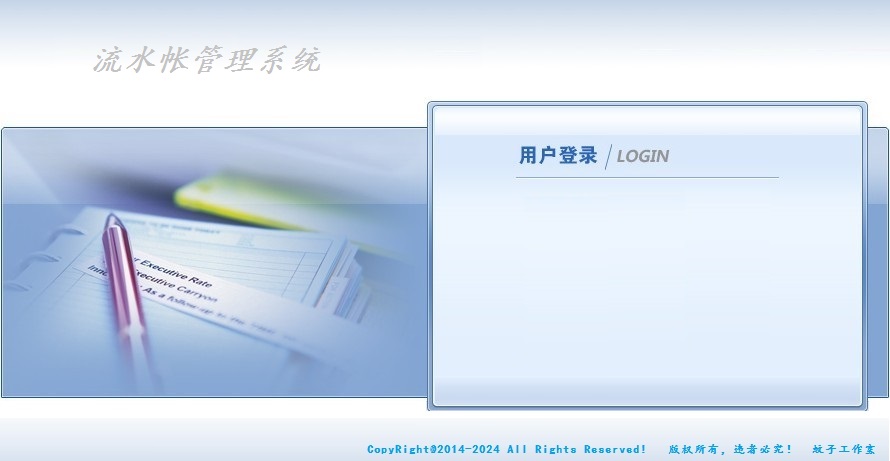 流水帐管理系统
用户登录 / LOGIN
Executive Rate
Executive Carryon
As a follow-up to the
CopyRight@2014-2024 All Rights Reserved! 版权所有，违者必究！ 蚊子工作室